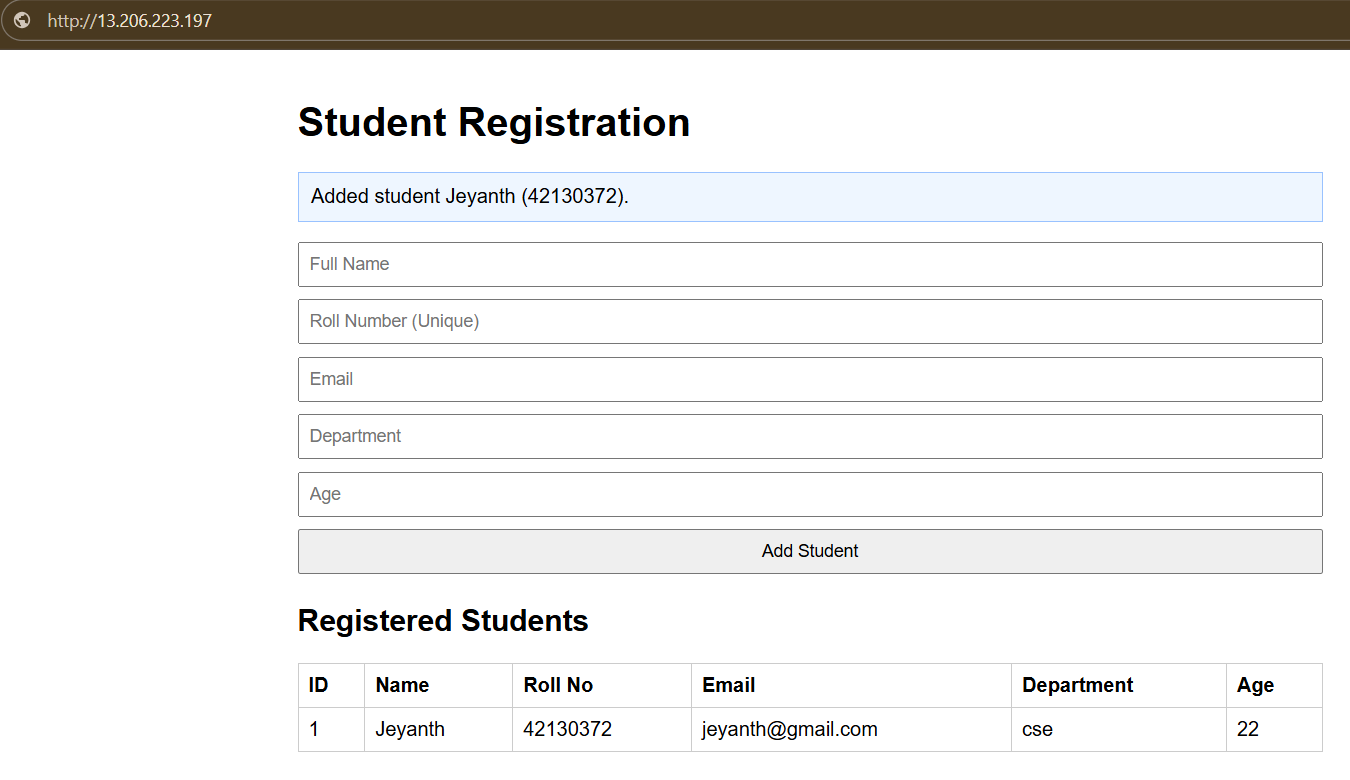 http://13.206.223.197
Student Registration
Added student Jeyanth (42130372).
Full Name
Roll Number (Unique)
Email
Department
Age
Add Student
Registered Students
ID Name Roll No Email Department Age
1 Jeyanth 42130372 jeyanth@gmail.com cse 22